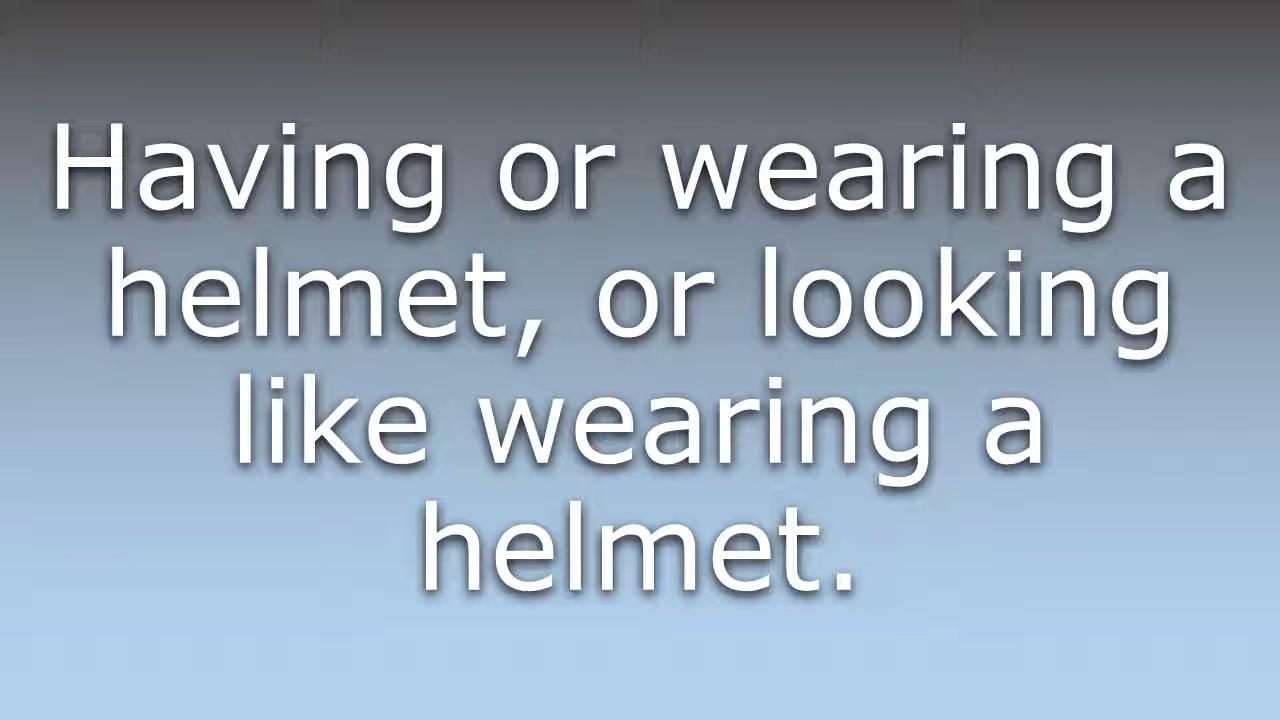 Having or wearing a
helmet, or looking
like wearing a
helmet.